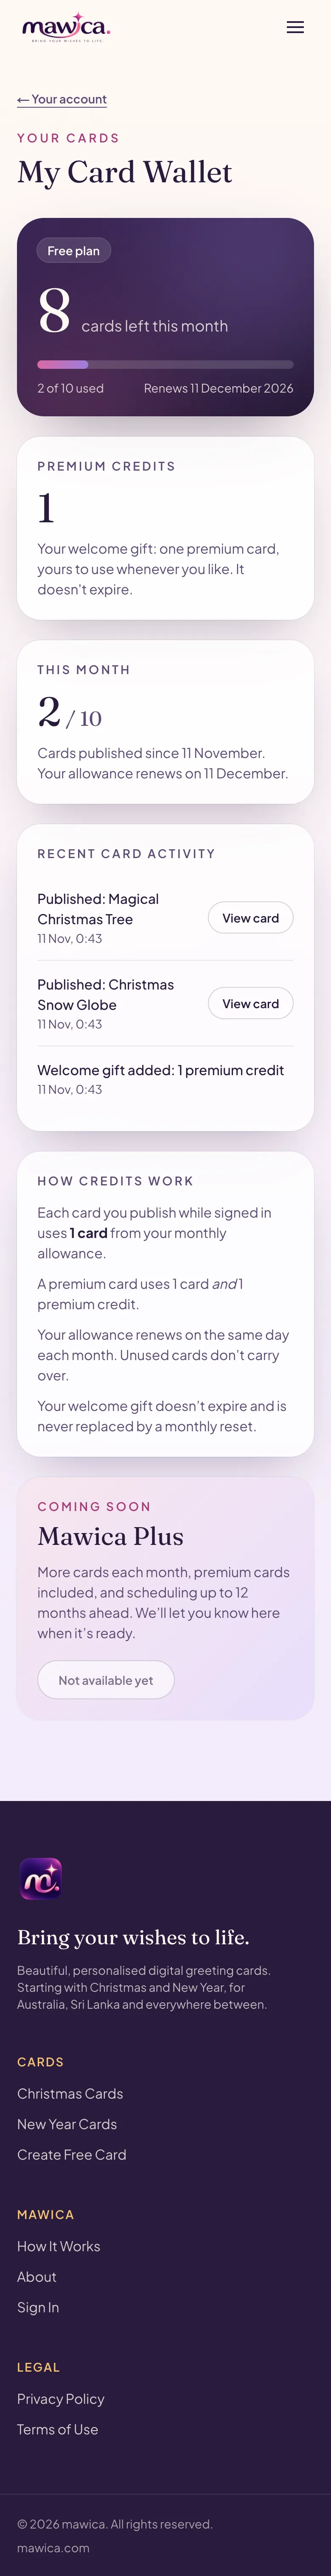 mawica.
BRING YOUR WISHES TO LIFE.
← Your account
YOUR CARDS
My Card Wallet
Free plan
8 cards left this month
2 of 10 used Renews 11 December 2026
PREMIUM CREDITS
1
Your welcome gift: one premium card,
yours to use whenever you like. It
doesn't expire.
THIS MONTH
2 / 10
Cards published since 11 November.
Your allowance renews on 11 December.
RECENT CARD ACTIVITY
Published: Magical
Christmas Tree
11 Nov, 0:43
View card
Published: Christmas
Snow Globe
11 Nov, 0:43
View card
Welcome gift added: 1 premium credit
11 Nov, 0:43
HOW CREDITS WORK
Each card you publish while signed in
uses 1 card from your monthly
allowance.
A premium card uses 1 card and 1
premium credit.
Your allowance renews on the same day
each month. Unused cards don't carry
over.
Your welcome gift doesn't expire and is
never replaced by a monthly reset.
COMING SOON
Mawica Plus
More cards each month, premium cards
included, and scheduling up to 12
months ahead. We'll let you know here
when it's ready.
Not available yet
mc.
Bring your wishes to life.
Beautiful, personalised digital greeting cards.
Starting with Christmas and New Year, for
Australia, Sri Lanka and everywhere between.
CARDS
Christmas Cards
New Year Cards
Create Free Card
MAWICA
How It Works
About
Sign In
LEGAL
Privacy Policy
Terms of Use
© 2026 mawica. All rights reserved.
mawica.com